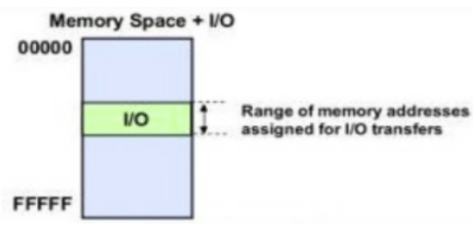 Memory Space + I/O
00000
I/O
Range of memory addresses
assigned for I/O transfers
FFFFF